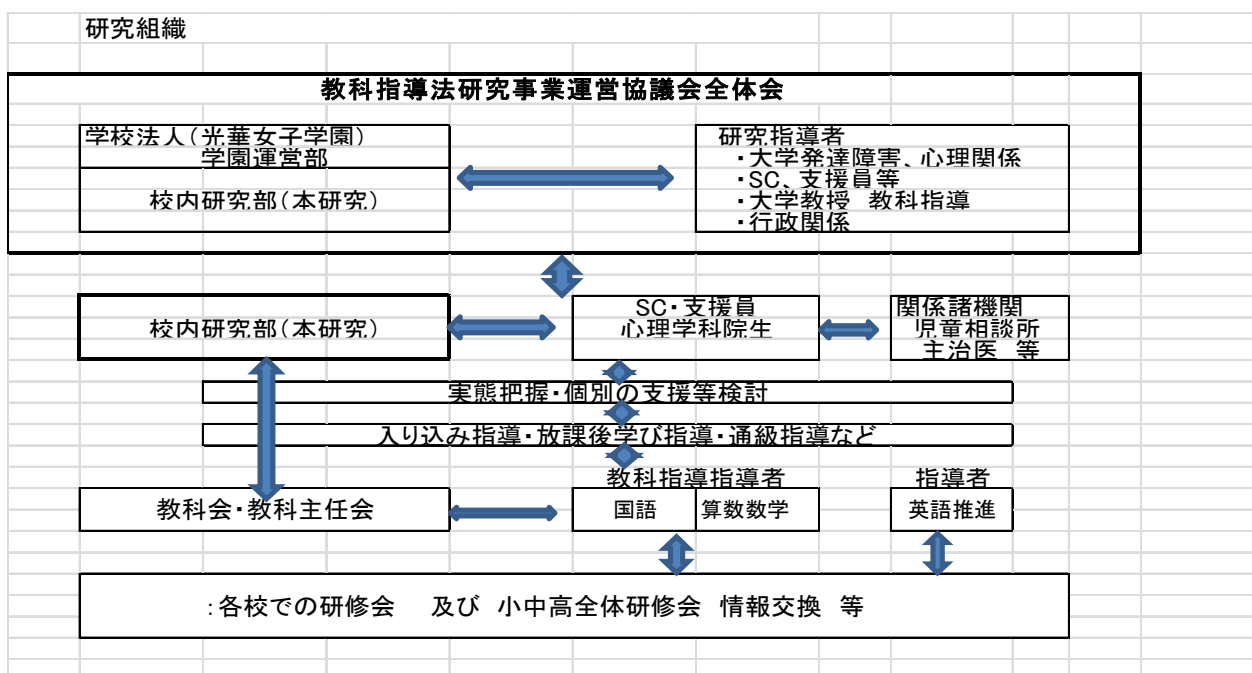 研究組織
教科指導法研究事業運営協議会全体会
学校法人(光華女子学園)
学園運営部
校内研究部(本研究)
研究指導者
・大学発達障害、心理関係
・SC、支援員等
・大学教授 教科指導
・行政関係
校内研究部(本研究)
SC・支援員
心理学科院生
関係諸機関
児童相談所
主治医 等
実態把握・個別の支援等検討
入り込み指導・放課後学び指導・通級指導など
教科指導指導者
指導者
教科会・教科主任会
国語
算数数学
英語推進
:各校での研修会 及び 小中高全体研修会 情報交換 等